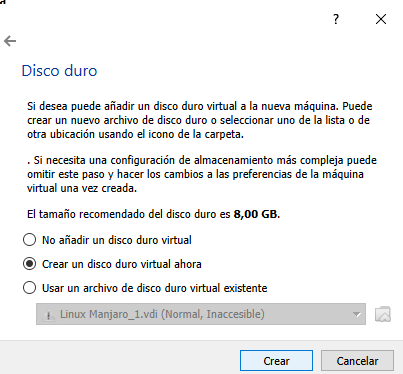 ?
Disco duro
Si desea puede añadir un disco duro virtual a la nueva máquina. Puede
crear un nuevo archivo de disco duro o seleccionar uno de la lista o de
otra ubicación usando el icono de la carpeta.
. Si necesita una configuración de almacenamiento más compleja puede
omitir este paso y hacer los cambios a las preferencias de la máquina
virtual una vez creada.
El tamaño recomendado del disco duro es 8,00 GB.
No añadir un disco duro virtual
Crear un disco duro virtual ahora
Usar un archivo de disco duro virtual existente
Linux Manjaro_1.vdi (Normal, Inaccesible)
Crear
Cancelar